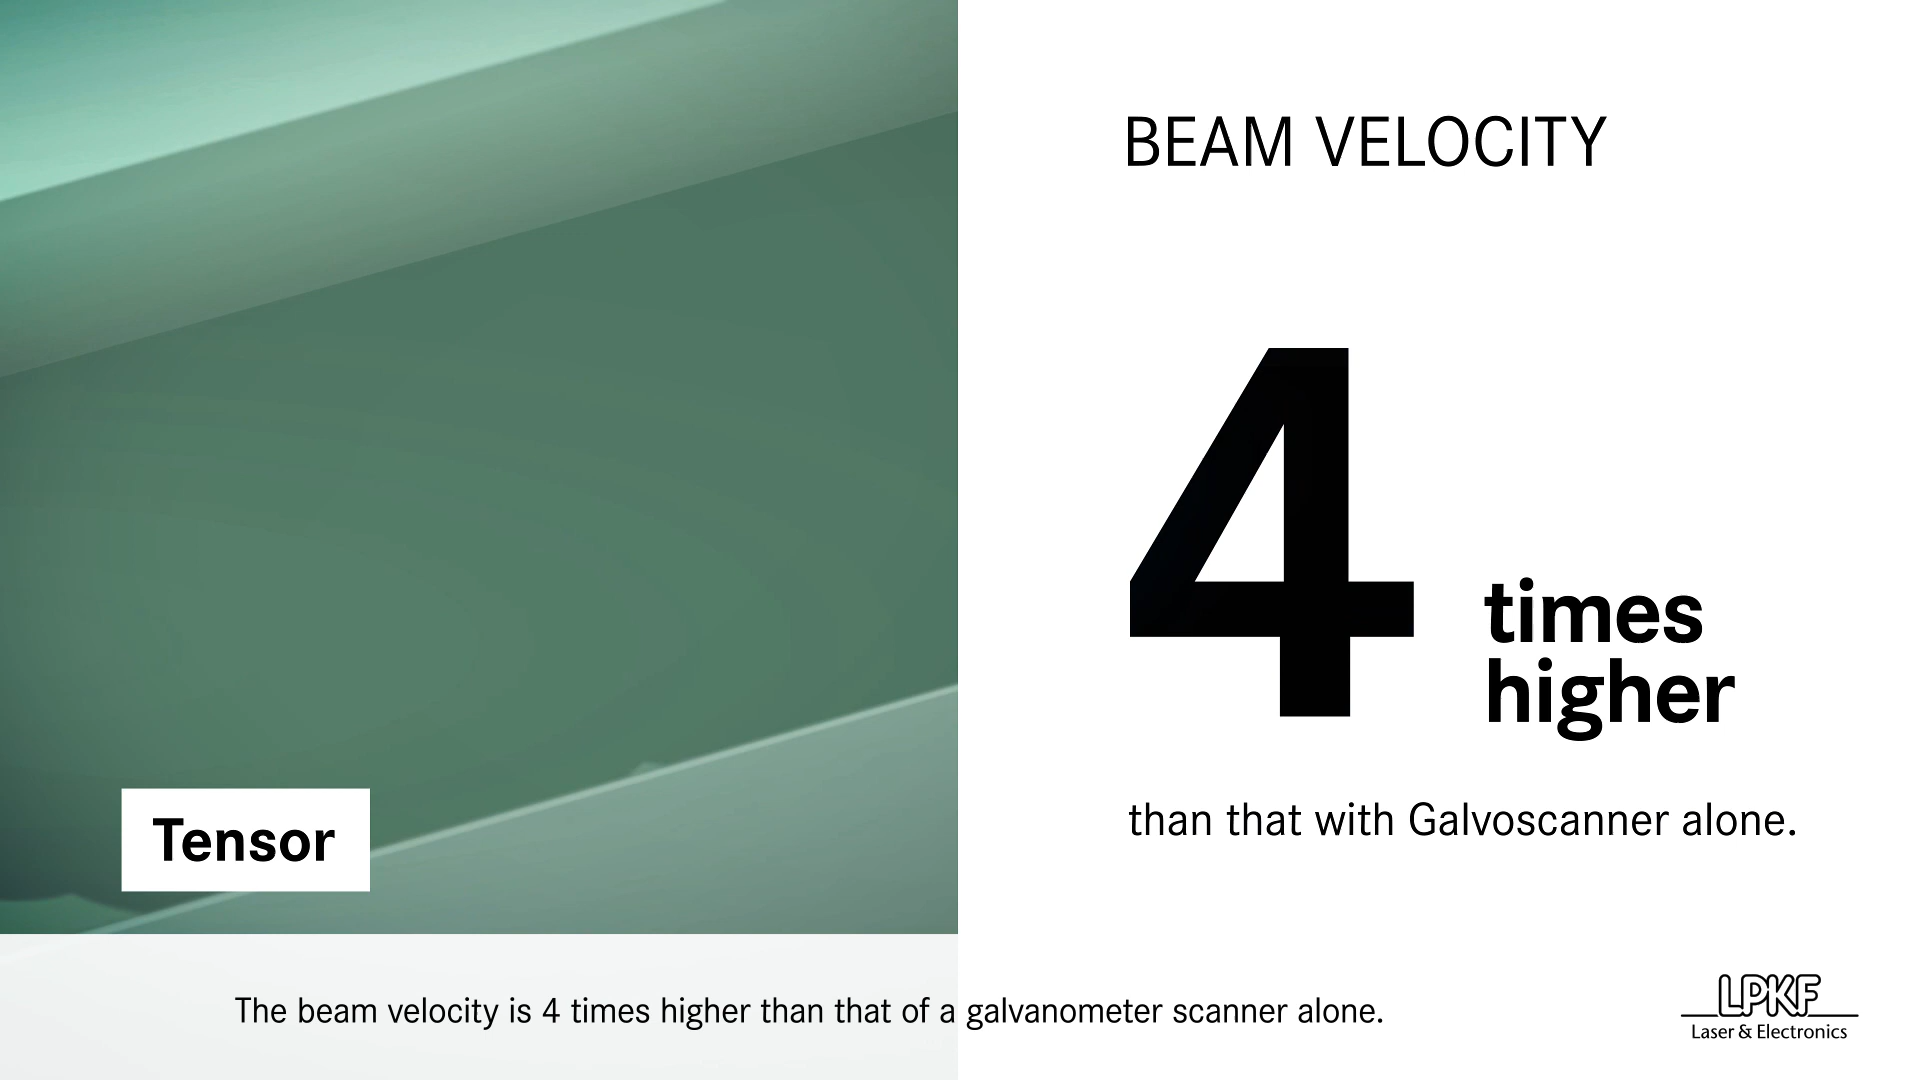 BEAM VELOCITY
4 times
higher
than that with Galvoscanner alone.
Tensor
The beam velocity is 4 times higher than that of a galvanometer scanner alone.
LPKF
Laser & Electronics